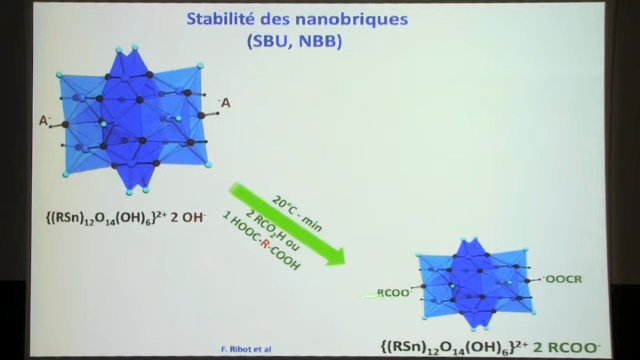 Stabilité des nanobriques
(SBU, NBB)
⁻A
A⁻
{(RSn)₁₂O₁₄(OH)₆}²⁺ 2 OH⁻
20°C - min
2 RCO₂H ou
1 HOOC-R-COOH
⁻OOCR
RCOO⁻
{(RSn)₁₂O₁₄(OH)₆}²⁺ 2 RCOO⁻
F. Ribot et al